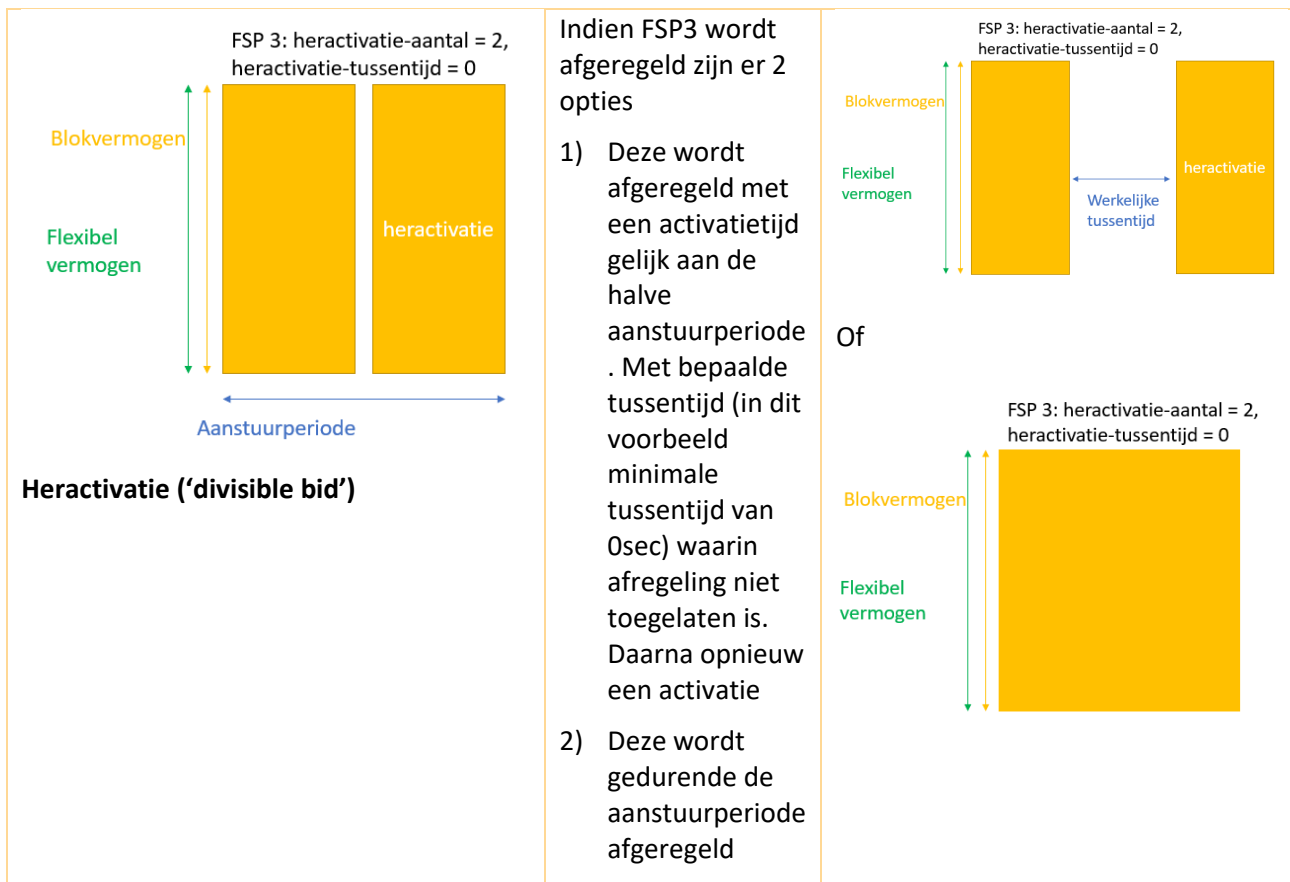 FSP 3: heractivatie-aantal = 2,
heractivatie-tussentijd = 0
Blokvermogen
Flexibel
vermogen
heractivatie
Aanstuurperiode
Heractivatie (‘divisible bid’)
Indien FSP3 wordt
afgeregeld zijn er 2
opties
1) Deze wordt
afgeregeld met
een activatietijd
gelijk aan de
halve
aanstuurperiode
. Met bepaalde
tussentijd (in dit
voorbeeld
minimale
tussentijd van
0sec) waarin
afregeling niet
toegelaten is.
Daarna opnieuw
een activatie
2) Deze wordt
gedurende de
aanstuurperiode
afgeregeld
FSP 3: heractivatie-aantal = 2,
heractivatie-tussentijd = 0
Blokvermogen
Flexibel
vermogen
heractivatie
Werkelijke
tussentijd
Of
FSP 3: heractivatie-aantal = 2,
heractivatie-tussentijd = 0
Blokvermogen
Flexibel
vermogen